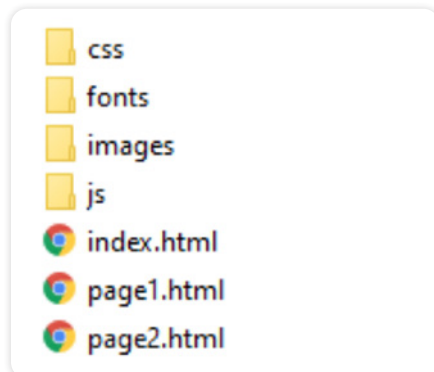 css
fonts
images
js
index.html
page1.html
page2.html